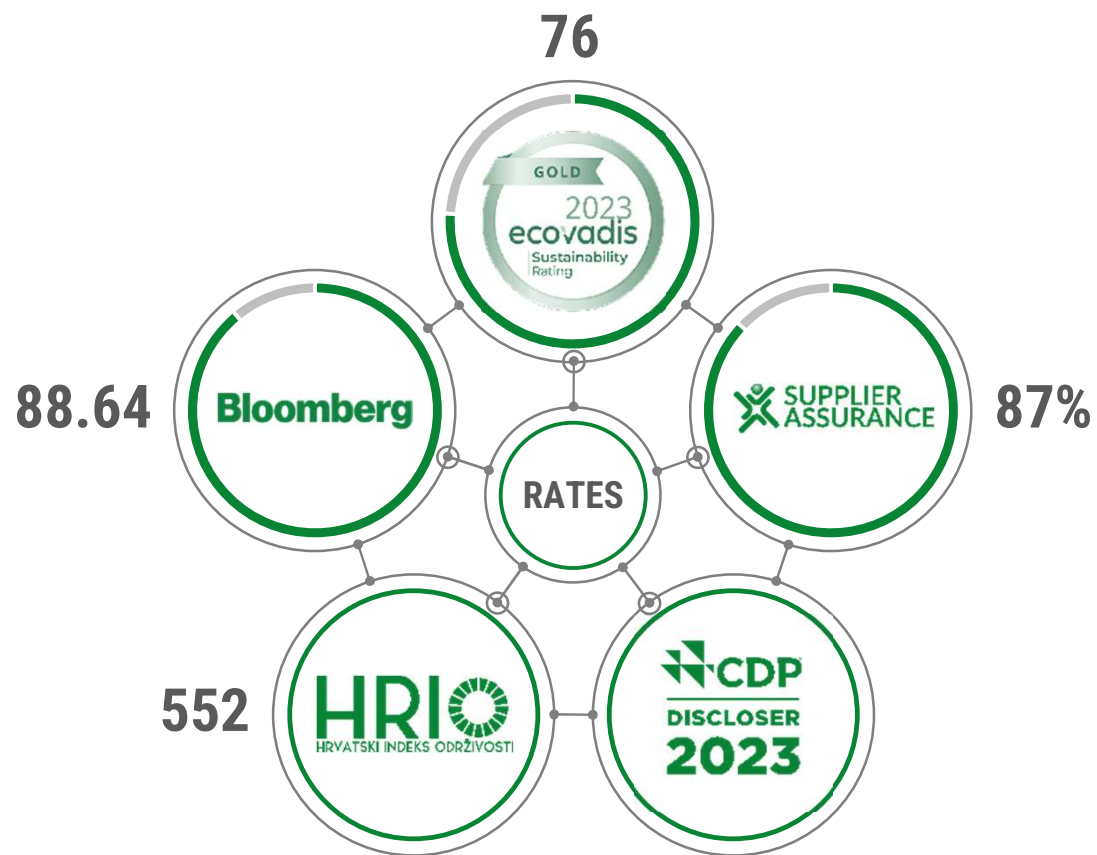 76
GOLD
2023
ecovadis
Sustainability
Rating
88.64
Bloomberg
SUPPLIER
ASSURANCE
87%
RATES
552
HRIO
HRVATSKI INDEKS ODRŽIVOSTI
CDP
DISCLOSER
2023